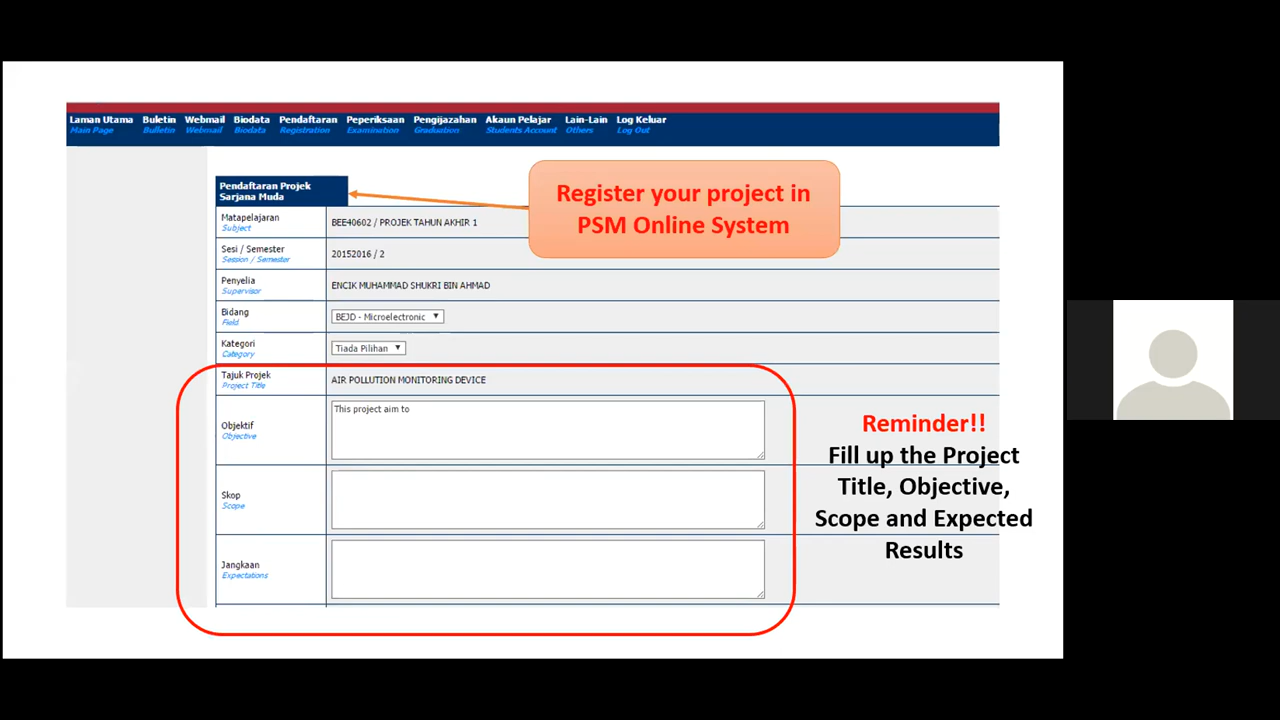 Laman Utama Buletin Webmail Biodata Pendaftaran Peperiksaan Pengijazahan Akaun Pelajar Lain-Lain Log Keluar
Main Page Bulletin Webmail Biodata Registration Examination Graduation Students Account Others Log Out
Pendaftaran Projek
Sarjana Muda
Register your project in
PSM Online System
Matapelajaran
Subject
BEE40602 / PROJEK TAHUN AKHIR 1
Sesi / Semester
Session / Semester
20152016 / 2
Penyelia
Supervisor
ENCIK MUHAMMAD SHUKRI BIN AHMAD
Bidang
Field
BEJD - Microelectronic
Kategori
Category
Tiada Pilihan
Tajuk Projek
Project Title
AIR POLLUTION MONITORING DEVICE
Objektif
Objective
This project aim to
Skop
Scope
Jangkaan
Expectations
Reminder!!
Fill up the Project
Title, Objective,
Scope and Expected
Results